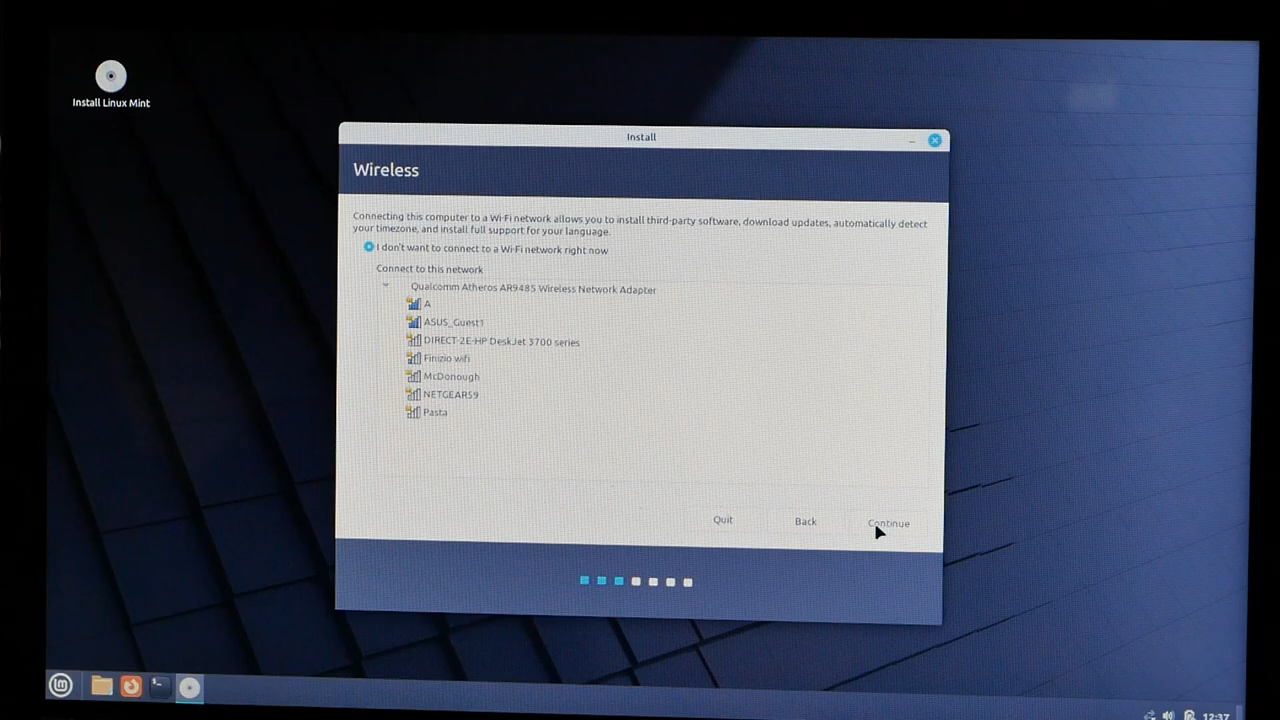 Install Linux Mint
Install
Wireless
Connecting this computer to a Wi-Fi network allows you to install third-party software, download updates, automatically detect
your timezone, and install full support for your language.
I don't want to connect to a Wi-Fi network right now
Connect to this network
Qualcomm Atheros AR9485 Wireless Network Adapter
A
ASUS_Guest1
DIRECT-2E-HP DeskJet 3700 series
Finizio wifi
McDonough
NETGEAR59
Pasta
Quit
Back
Continue
12:37